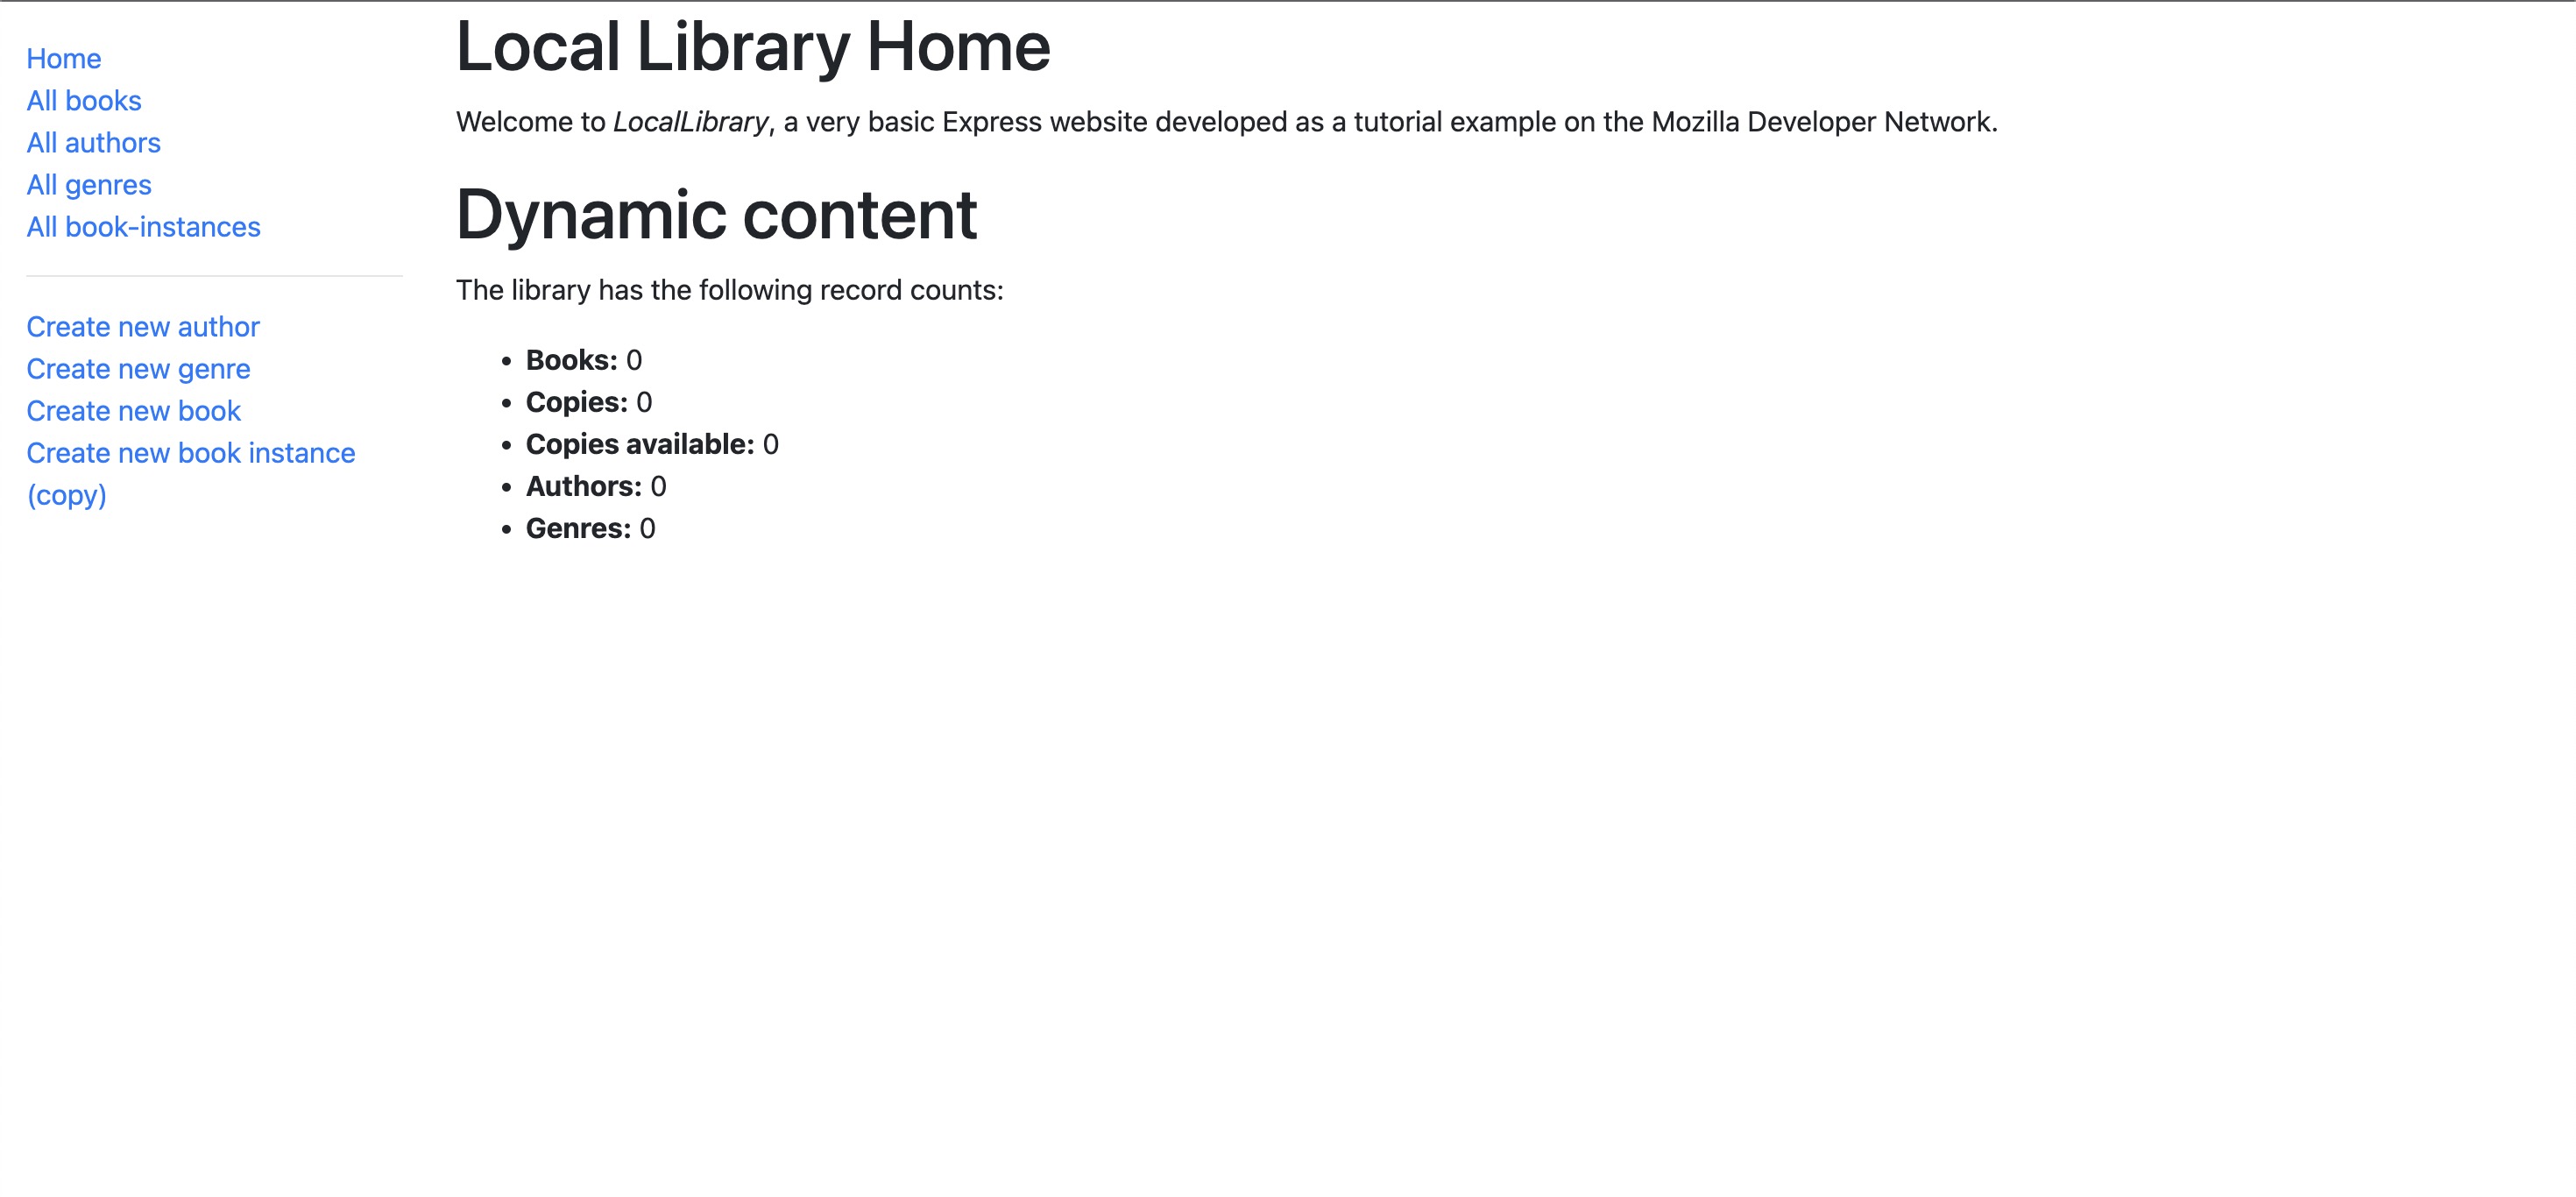 Home
All books
All authors
All genres
All book-instances
Create new author
Create new genre
Create new book
Create new book instance
(copy)
Local Library Home
Welcome to LocalLibrary, a very basic Express website developed as a tutorial example on the Mozilla Developer Network.
Dynamic content
The library has the following record counts:
Books: 0
Copies: 0
Copies available: 0
Authors: 0
Genres: 0